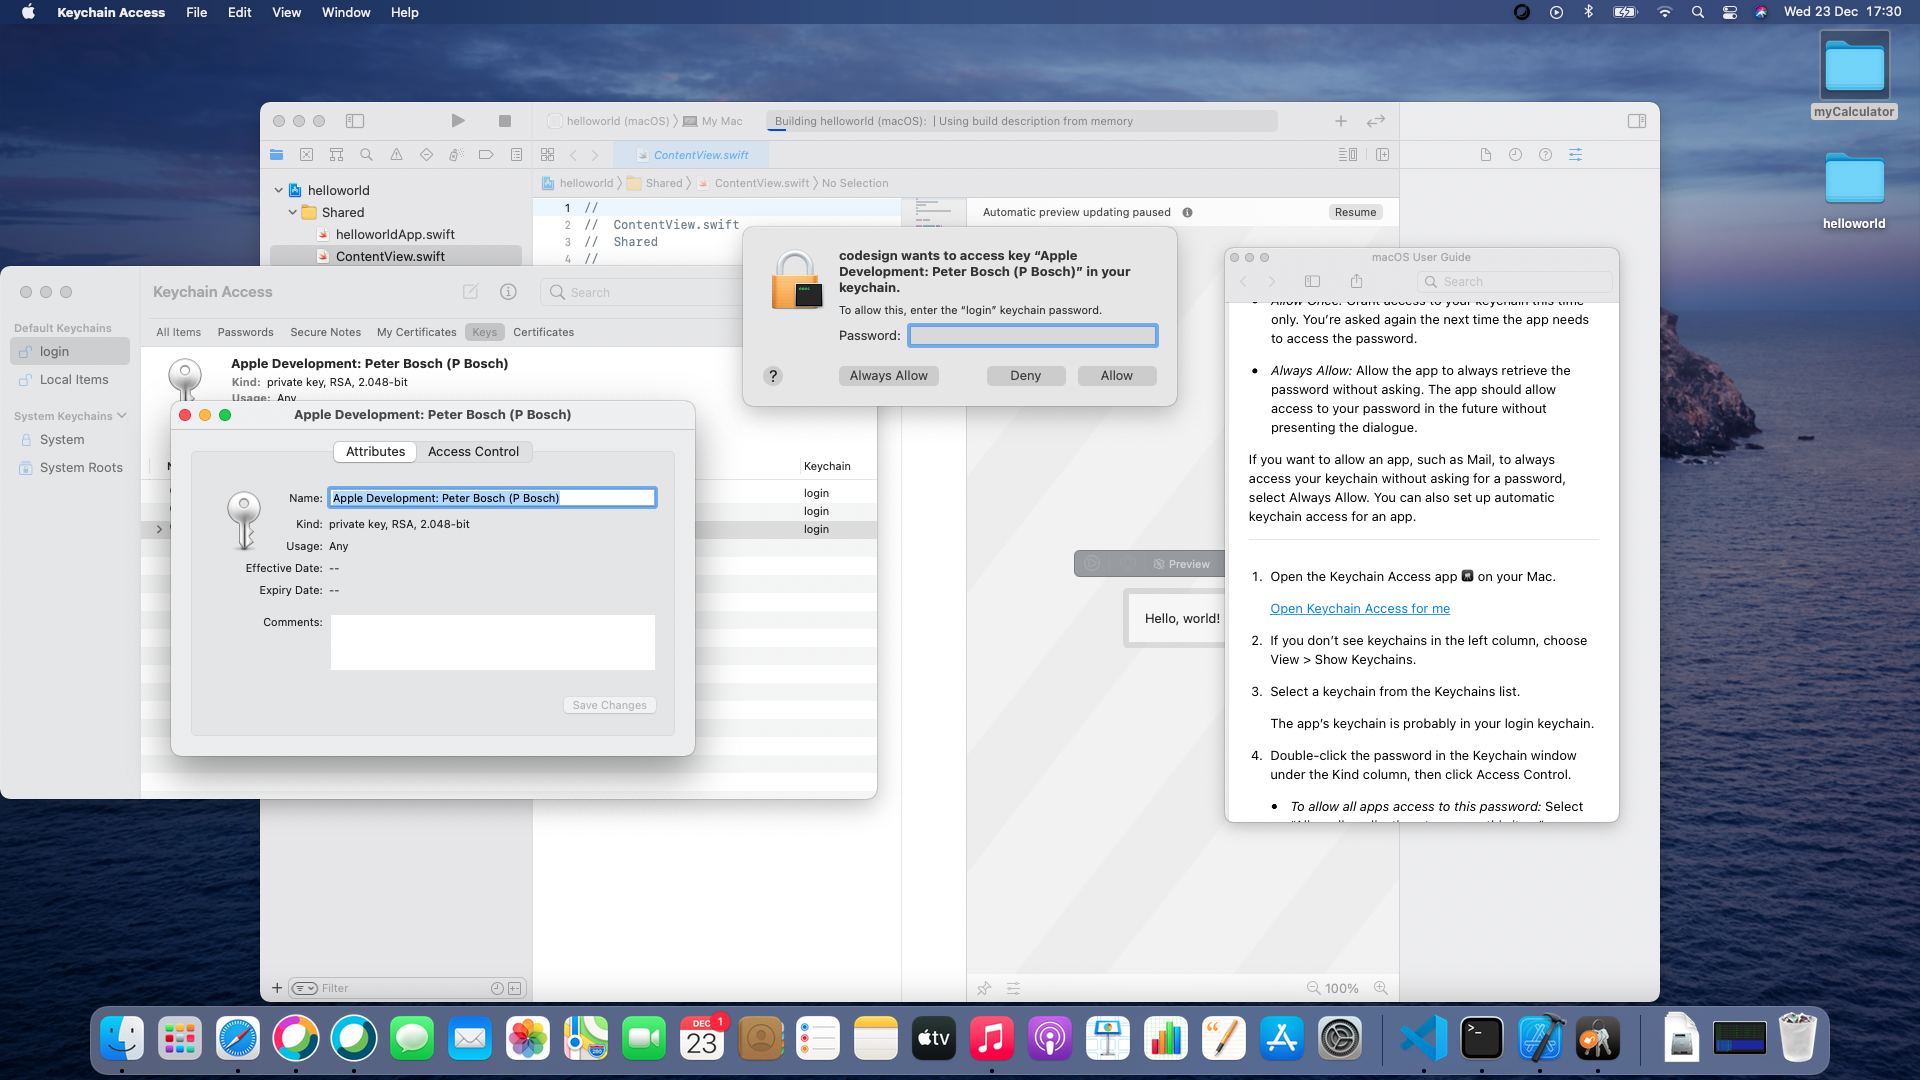 Keychain Access File Edit View Window Help
Wed 23 Dec 17:30
myCalculator
helloworld
helloworld (macOS) 〉 My Mac
Building helloworld (macOS): | Using build description from memory
ContentView.swift
helloworld 〉 Shared 〉 ContentView.swift 〉 No Selection
helloworld
Shared
helloworldApp.swift
ContentView.swift
1 //
2 // ContentView.swift
3 // Shared
4 //
Automatic preview updating paused
Resume
Preview
Hello, world!
Filter
100%
Keychain Access
Search
Default Keychains
login
Local Items
System Keychains
System
System Roots
All Items Passwords Secure Notes My Certificates Keys Certificates
Apple Development: Peter Bosch (P Bosch)
Kind: private key, RSA, 2.048-bit
Usage: Any
Keychain
login
login
login
Apple Development: Peter Bosch (P Bosch)
Attributes Access Control
Name: Apple Development: Peter Bosch (P Bosch)
Kind: private key, RSA, 2.048-bit
Usage: Any
Effective Date: --
Expiry Date: --
Comments:
Save Changes
codesign wants to access key “Apple
Development: Peter Bosch (P Bosch)” in your
keychain.
To allow this, enter the “login” keychain password.
Password:
? Always Allow Deny Allow
macOS User Guide
Search
Allow Once: Grant access to your keychain this time
only. You’re asked again the next time the app needs
to access the password.
• Always Allow: Allow the app to always retrieve the
password without asking. The app should allow
access to your password in the future without
presenting the dialogue.
If you want to allow an app, such as Mail, to always
access your keychain without asking for a password,
select Always Allow. You can also set up automatic
keychain access for an app.
1. Open the Keychain Access app on your Mac.
Open Keychain Access for me
2. If you don’t see keychains in the left column, choose
View > Show Keychains.
3. Select a keychain from the Keychains list.
The app’s keychain is probably in your login keychain.
4. Double-click the password in the Keychain window
under the Kind column, then click Access Control.
• To allow all apps access to this password: Select
DEC 1
23
tv